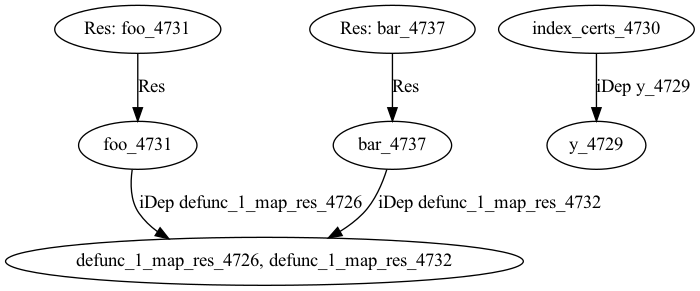 Res: foo_4731
Res: bar_4737
index_certs_4730
Res
Res
iDep y_4729
foo_4731
bar_4737
y_4729
iDep defunc_1_map_res_4726
iDep defunc_1_map_res_4732
defunc_1_map_res_4726, defunc_1_map_res_4732